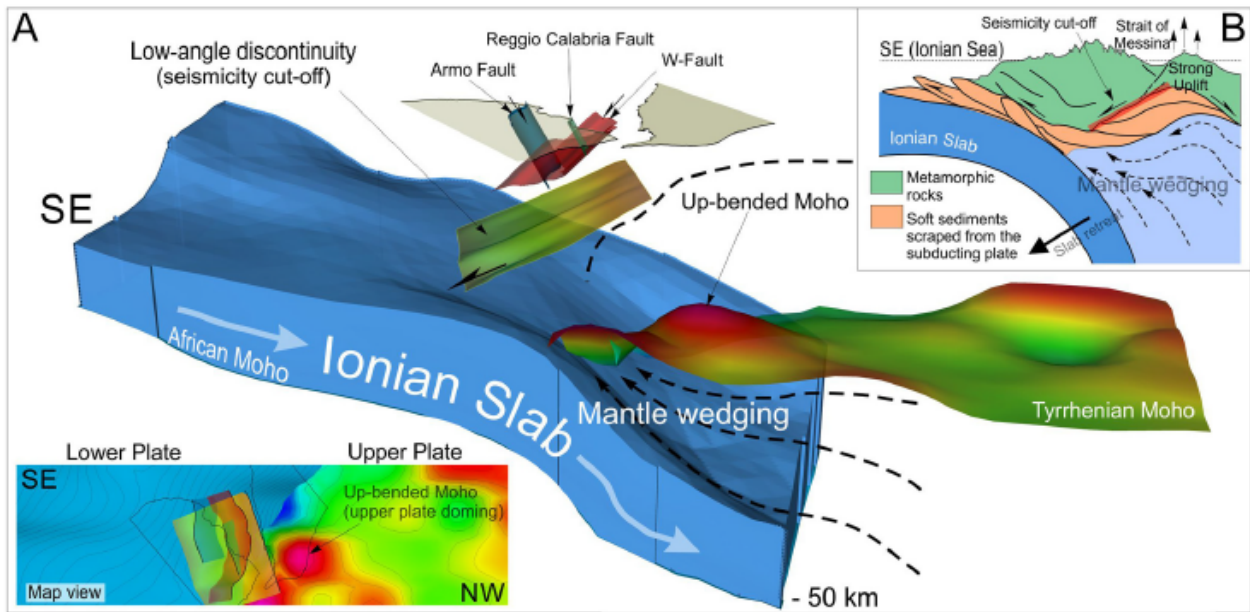 A
Low-angle discontinuity
(seismicity cut-off)
Reggio Calabria Fault
Armo Fault
W-Fault
SE
Up-bended Moho
African Moho
Ionian Slab
Mantle wedging
Tyrrhenian Moho
- 50 km
Lower Plate
Upper Plate
SE
Up-bended Moho
(upper plate doming)
Map view
NW
B
Seismicity cut-off
Strait of
Messina
SE (Ionian Sea)
Strong
Uplift
Ionian Slab
Mantle wedging
Slab retreat
Metamorphic
rocks
Soft sediments
scraped from the
subducting plate